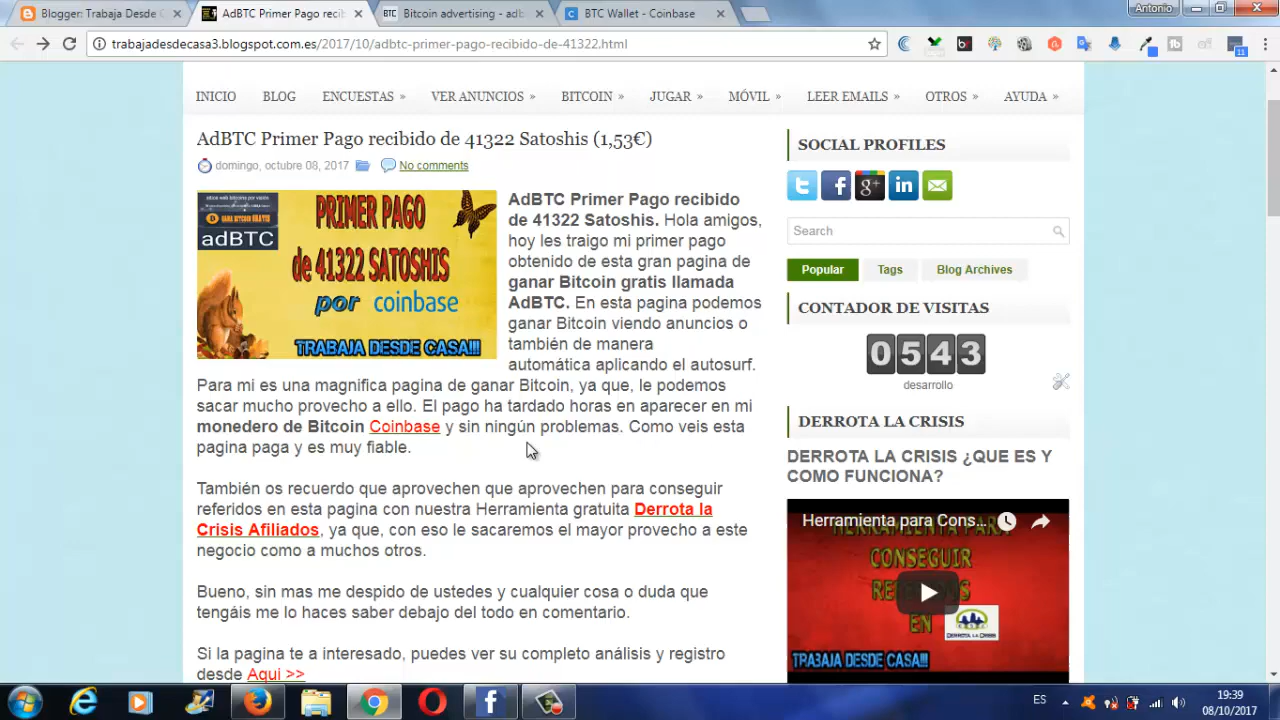 Blogger: Trabaja Desde C
AdBTC Primer Pago recib
Bitcoin advertising - adb
BTC Wallet - Coinbase
Antonio
trabajadesdecasa3.blogspot.com.es/2017/10/adbtc-primer-pago-recibido-de-41322.html
11
INICIO BLOG ENCUESTAS » VER ANUNCIOS » BITCOIN » JUGAR » MÓVIL » LEER EMAILS » OTROS » AYUDA »
AdBTC Primer Pago recibido de 41322 Satoshis (1,53€)
domingo, octubre 08, 2017 No comments
GANA BITCOIN GRATIS
adBTC
PRIMER PAGO
de 41322 SATOSHIS
por coinbase
TRABAJA DESDE CASA!!!
AdBTC Primer Pago recibido
de 41322 Satoshis. Hola amigos,
hoy les traigo mi primer pago
obtenido de esta gran pagina de
ganar Bitcoin gratis llamada
AdBTC. En esta pagina podemos
ganar Bitcoin viendo anuncios o
también de manera
automática aplicando el autosurf.
Para mi es una magnifica pagina de ganar Bitcoin, ya que, le podemos
sacar mucho provecho a ello. El pago ha tardado horas en aparecer en mi
monedero de Bitcoin Coinbase y sin ningún problemas. Como veis esta
pagina paga y es muy fiable.
También os recuerdo que aprovechen que aprovechen para conseguir
referidos en esta pagina con nuestra Herramienta gratuita Derrota la
Crisis Afiliados, ya que, con eso le sacaremos el mayor provecho a este
negocio como a muchos otros.
Bueno, sin mas me despido de ustedes y cualquier cosa o duda que
tengáis me lo haces saber debajo del todo en comentario.
Si la pagina te a interesado, puedes ver su completo análisis y registro
desde Aqui >>
SOCIAL PROFILES
Search
Popular Tags Blog Archives
CONTADOR DE VISITAS
0543
desarrollo
DERROTA LA CRISIS
DERROTA LA CRISIS ¿QUE ES Y
COMO FUNCIONA?
Herramienta para Cons...
HERRAMIENTA PARA
CONSEGUIR
REFERIDOS
EN
DERROTA LA CRISIS
TRABAJA DESDE CASA!!!
ES
19:39
08/10/2017